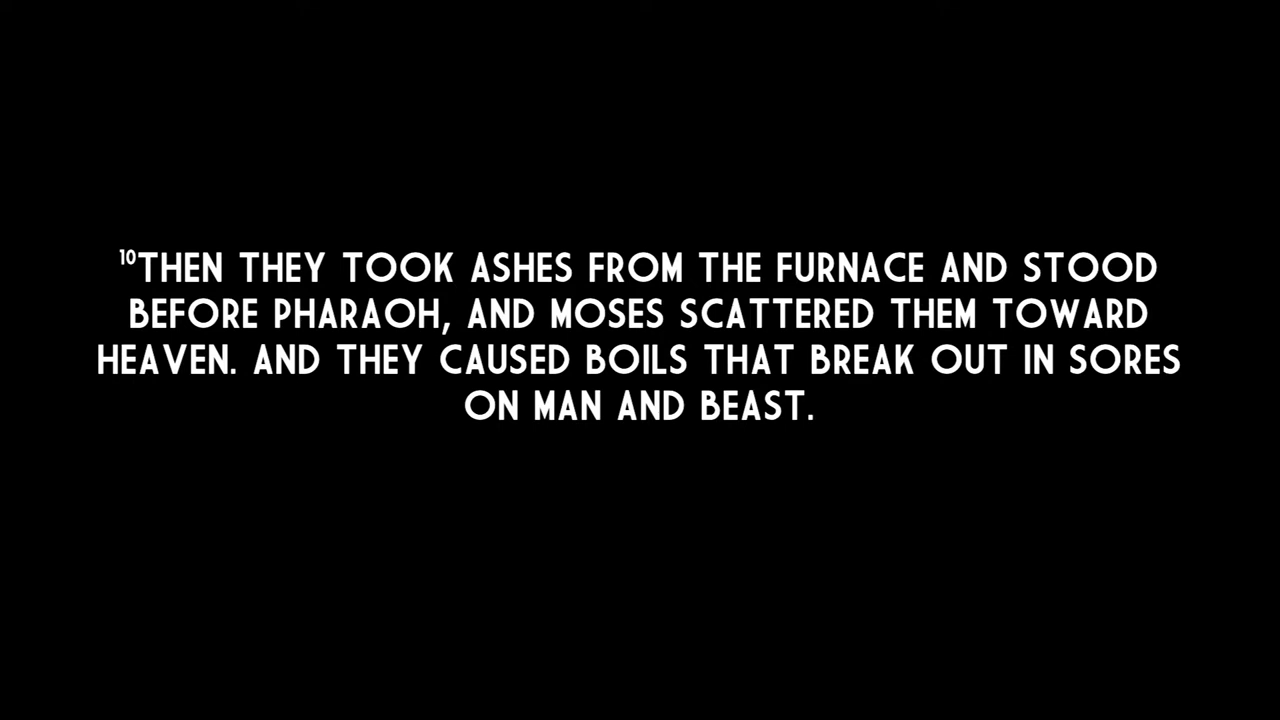 ¹⁰THEN THEY TOOK ASHES FROM THE FURNACE AND STOOD
BEFORE PHARAOH, AND MOSES SCATTERED THEM TOWARD
HEAVEN. AND THEY CAUSED BOILS THAT BREAK OUT IN SORES
ON MAN AND BEAST.